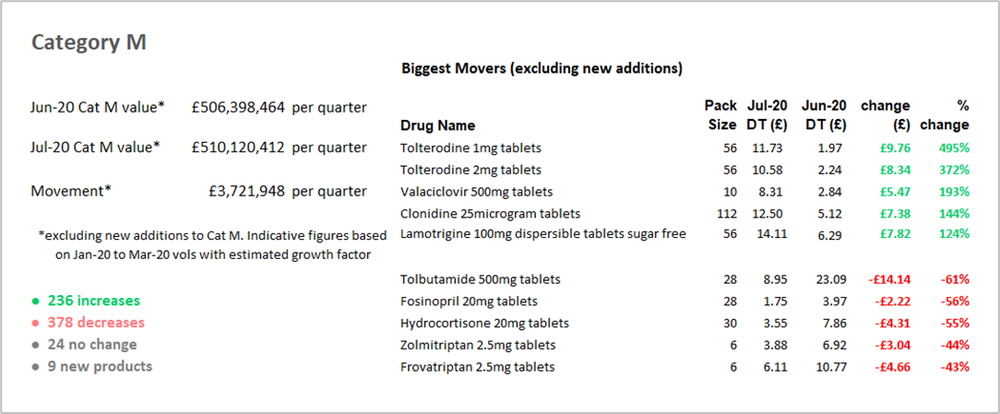 Category M
Jun-20 Cat M value* £506,398,464 per quarter
Jul-20 Cat M value* £510,120,412 per quarter
Movement* £3,721,948 per quarter
*excluding new additions to Cat M. Indicative figures based
on Jan-20 to Mar-20 vols with estimated growth factor
● 236 increases
● 378 decreases
● 24 no change
● 9 new products
Biggest Movers (excluding new additions)
Pack Jul-20 Jun-20 change %
Drug Name Size DT (£) DT (£) (£) change
Tolterodine 1mg tablets 56 11.73 1.97 £9.76 495%
Tolterodine 2mg tablets 56 10.58 2.24 £8.34 372%
Valaciclovir 500mg tablets 10 8.31 2.84 £5.47 193%
Clonidine 25microgram tablets 112 12.50 5.12 £7.38 144%
Lamotrigine 100mg dispersible tablets sugar free 56 14.11 6.29 £7.82 124%
Tolbutamide 500mg tablets 28 8.95 23.09 -£14.14 -61%
Fosinopril 20mg tablets 28 1.75 3.97 -£2.22 -56%
Hydrocortisone 20mg tablets 30 3.55 7.86 -£4.31 -55%
Zolmitriptan 2.5mg tablets 6 3.88 6.92 -£3.04 -44%
Frovatriptan 2.5mg tablets 6 6.11 10.77 -£4.66 -43%